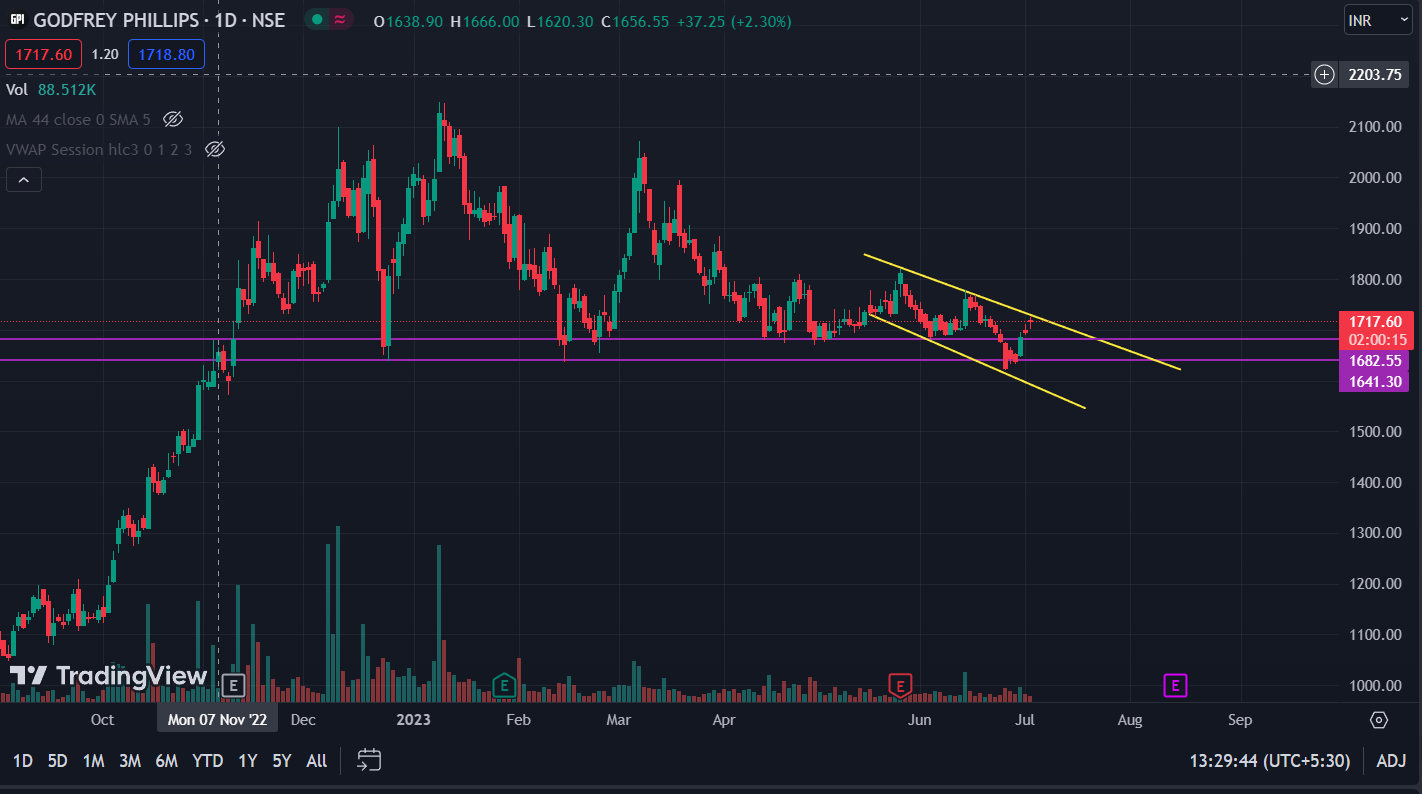 GPI GODFREY PHILLIPS · 1D · NSE O1638.90 H1666.00 L1620.30 C1656.55 +37.25 (+2.30%) INR
1717.60 1.20 1718.80
2203.75
Vol 88.512K
MA 44 close 0 SMA 5
2100.00
VWAP Session hlc3 0 1 2 3
2000.00
1900.00
1800.00
1717.60
02:00:15
1682.55
1641.30
1500.00
1400.00
1300.00
1200.00
1100.00
TradingView
E E E E
1000.00
Oct Mon 07 Nov '22 Dec 2023 Feb Mar Apr Jun Jul Aug Sep
1D 5D 1M 3M 6M YTD 1Y 5Y All 13:29:44 (UTC+5:30) ADJ